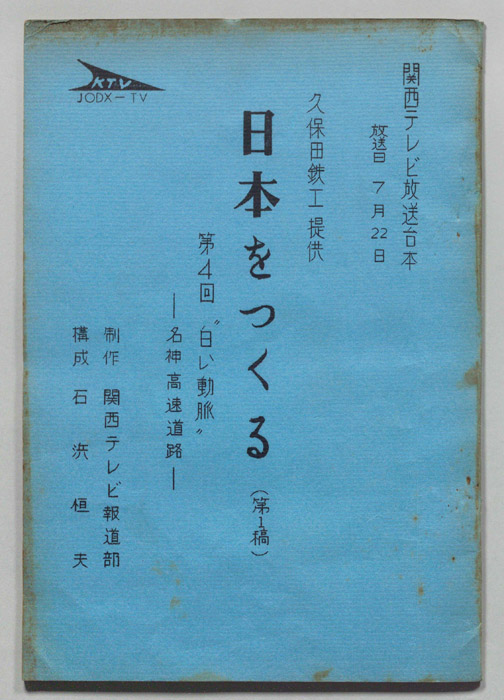 KTV
JODX-TV
関西テレビ放送台本
放送日 7月22日
久保田鉄工 提供
日本をつくる(第1稿)
第4回 〝白い動脈〟
―名神高速道路―
制作 関西テレビ報道部
構成 石浜恒夫